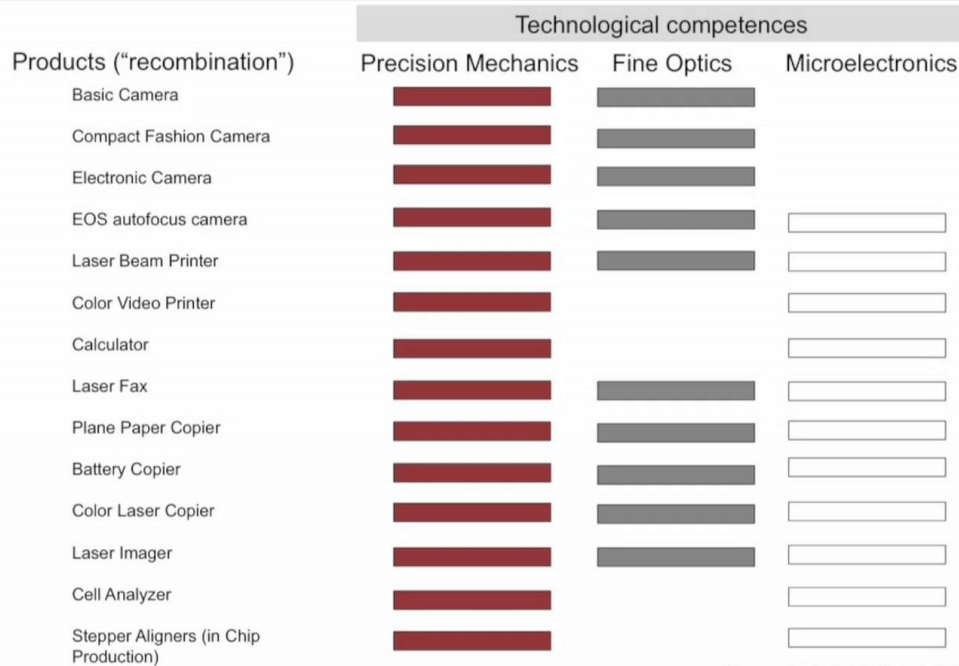 Technological competences
Products (“recombination”)
Precision Mechanics
Fine Optics
Microelectronics
Basic Camera
Compact Fashion Camera
Electronic Camera
EOS autofocus camera
Laser Beam Printer
Color Video Printer
Calculator
Laser Fax
Plane Paper Copier
Battery Copier
Color Laser Copier
Laser Imager
Cell Analyzer
Stepper Aligners (in Chip
Production)